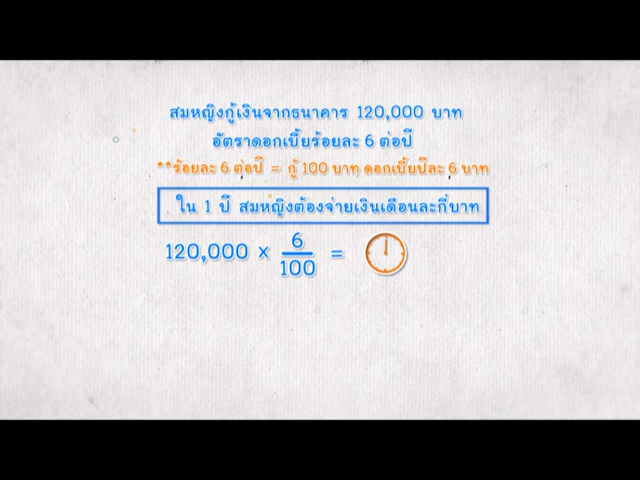 สมหญิงกู้เงินจากธนาคาร 120,000 บาท
อัตราดอกเบี้ยร้อยละ 6 ต่อปี
**ร้อยละ 6 ต่อปี = กู้ 100 บาท ดอกเบี้ยปีละ 6 บาท
ใน 1 ปี สมหญิงต้องจ่ายเงินเดือนละกี่บาท
120,000 × 6/100 =